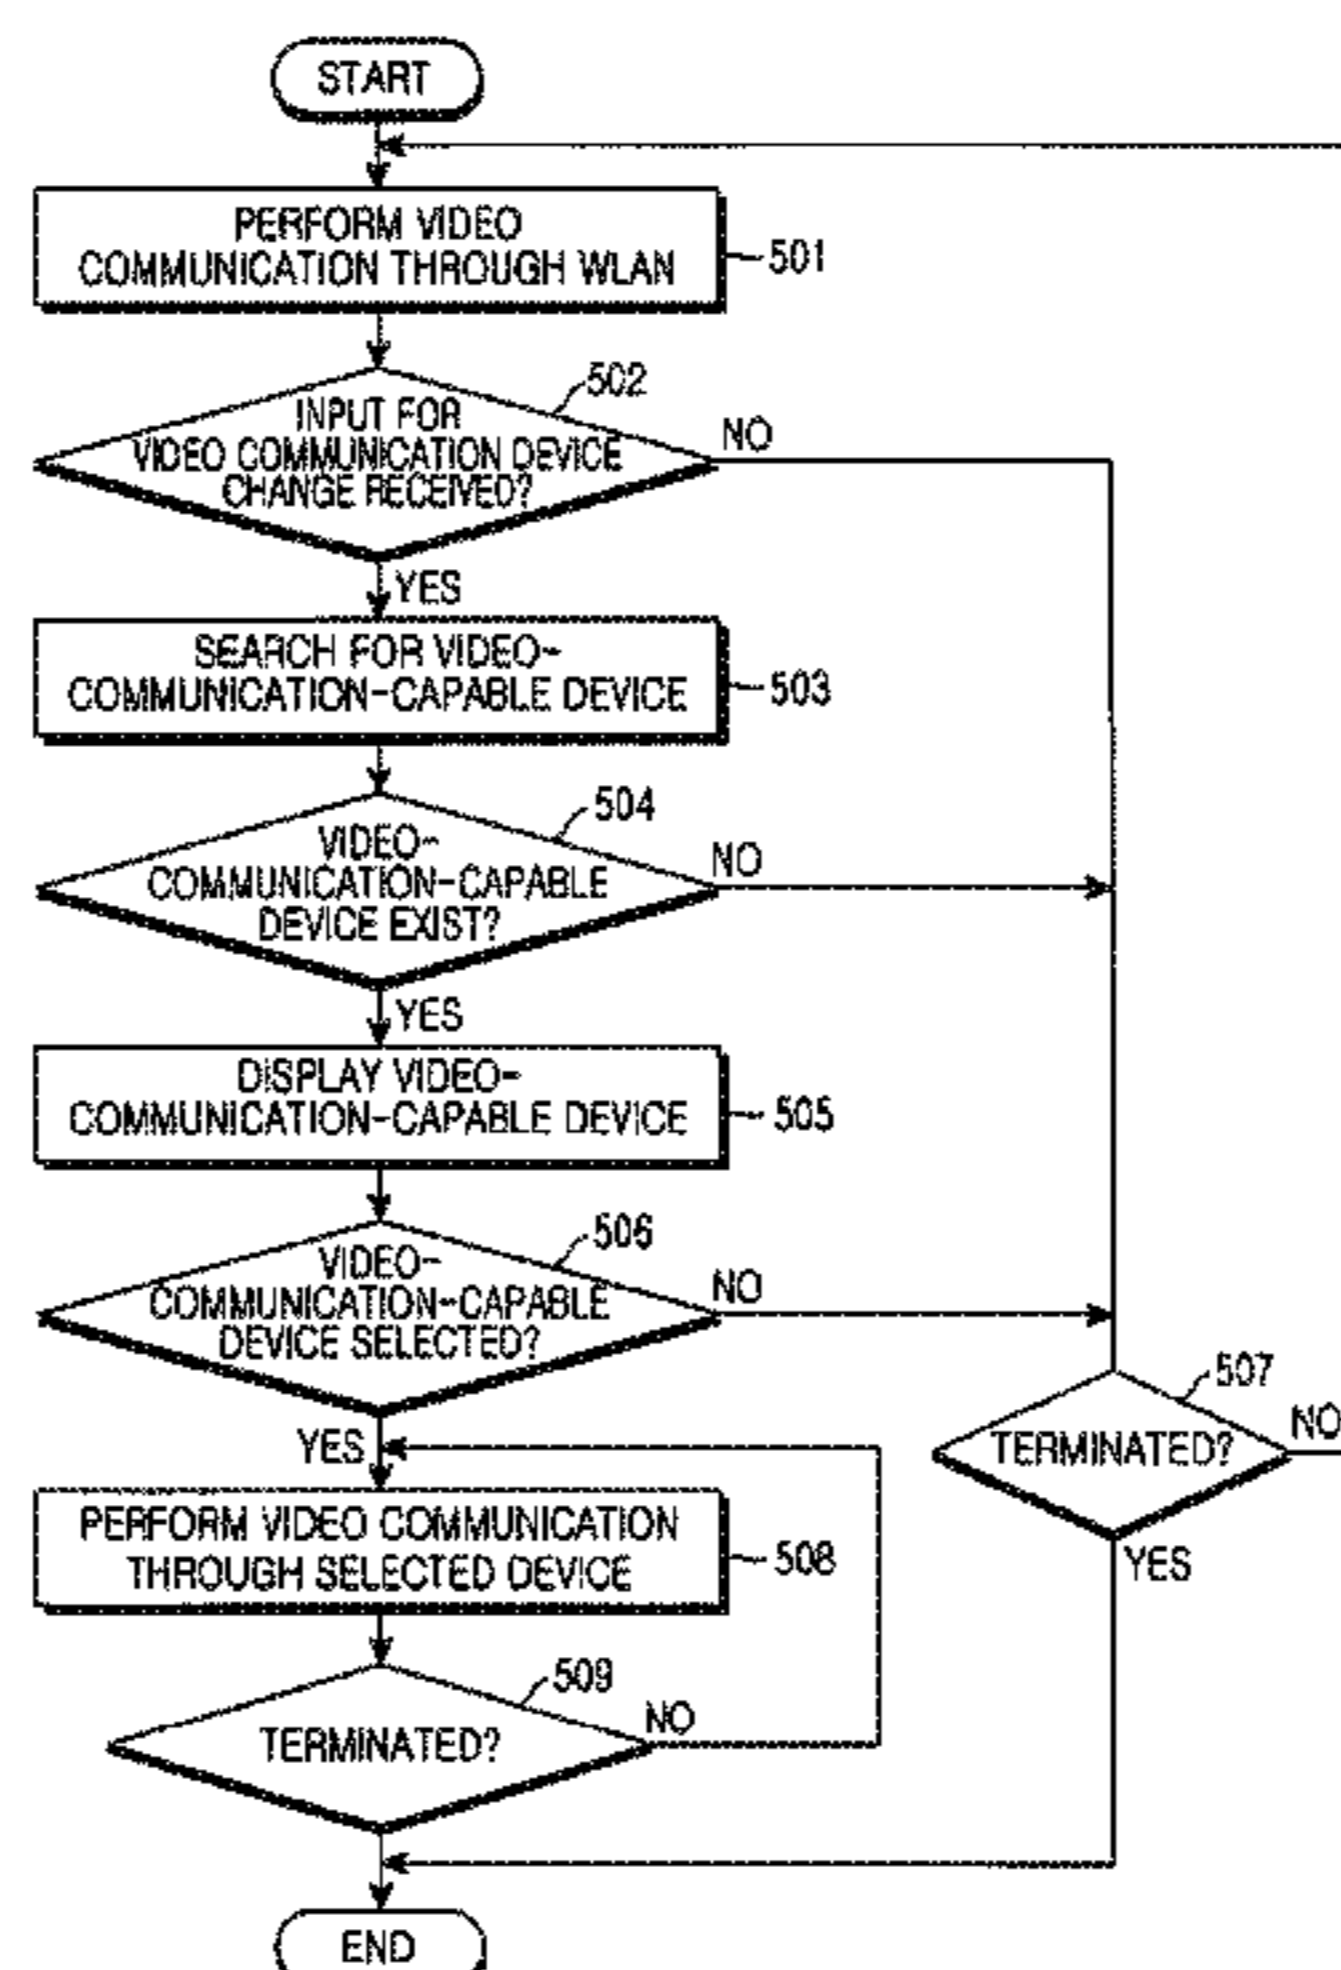 START
PERFORM VIDEO
COMMUNICATION THROUGH WLAN
501
502
INPUT FOR
VIDEO COMMUNICATION DEVICE
CHANGE RECEIVED?
NO
YES
SEARCH FOR VIDEO-
COMMUNICATION-CAPABLE DEVICE
503
504
VIDEO-
COMMUNICATION-CAPABLE
DEVICE EXIST?
NO
YES
DISPLAY VIDEO-
COMMUNICATION-CAPABLE DEVICE
505
506
VIDEO-
COMMUNICATION-CAPABLE
DEVICE SELECTED?
NO
507
TERMINATED?
NO
YES
YES
PERFORM VIDEO COMMUNICATION
THROUGH SELECTED DEVICE
508
509
TERMINATED?
NO
END